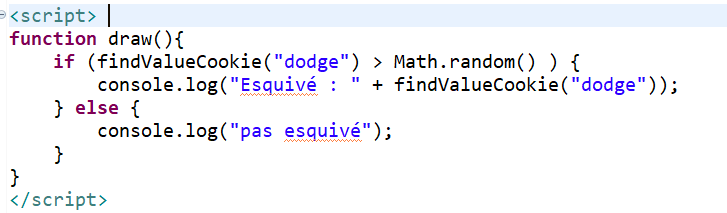 <script>
function draw(){
    if (findValueCookie("dodge") > Math.random() ) {
        console.log("Esquivé : " + findValueCookie("dodge"));
    } else {
        console.log("pas esquivé");
    }
}
</script>